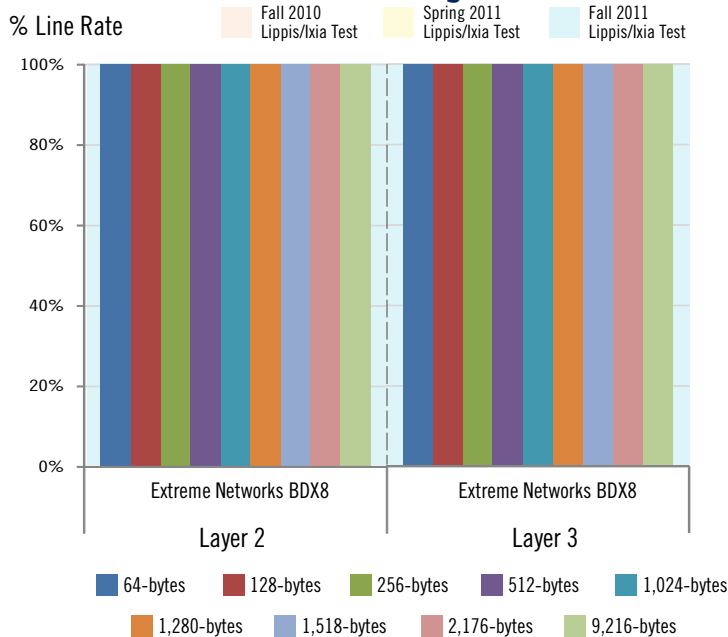 % Line Rate
Fall 2010
Lippis/Ixia Test
Spring 2011
Lippis/Ixia Test
Fall 2011
Lippis/Ixia Test
100%
80%
60%
40%
20%
0%
Extreme Networks BDX8
Extreme Networks BDX8
Layer 2
Layer 3
64-bytes
128-bytes
256-bytes
512-bytes
1,024-bytes
1,280-bytes
1,518-bytes
2,176-bytes
9,216-bytes